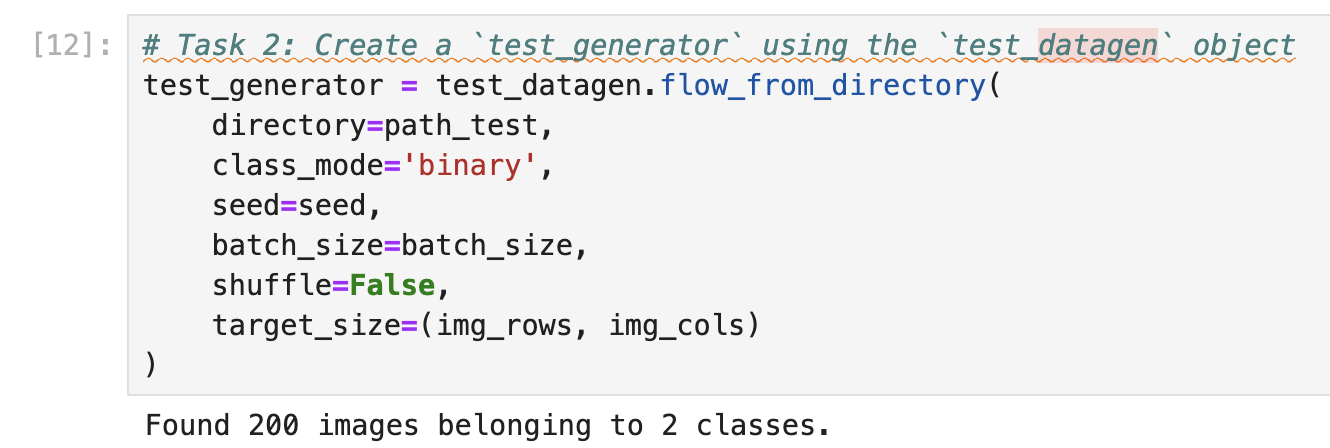 [12]: # Task 2: Create a `test_generator` using the `test_datagen` object
test_generator = test_datagen.flow_from_directory(
    directory=path_test,
    class_mode='binary',
    seed=seed,
    batch_size=batch_size,
    shuffle=False,
    target_size=(img_rows, img_cols)
)
Found 200 images belonging to 2 classes.